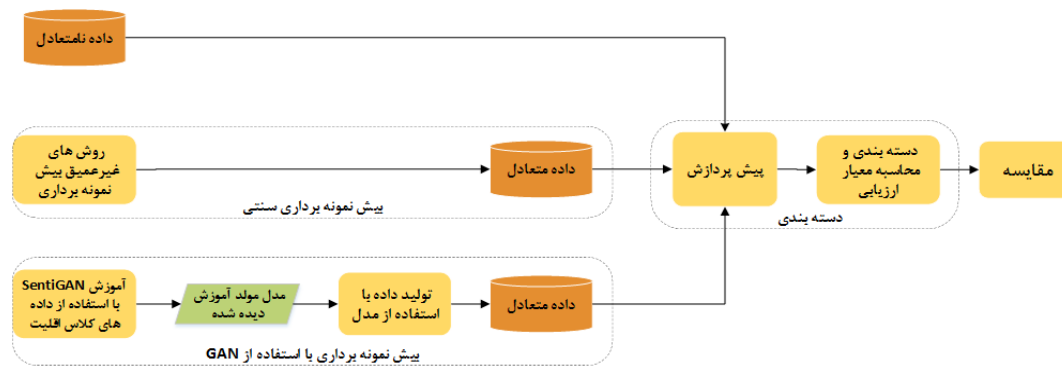 داده نامتعادل
روش های
غیرعمیق بیش
نمونه برداری
داده متعادل
بیش نمونه برداری سنتی
پیش پردازش
دسته بندی و
محاسبه معیار
ارزیابی
دسته بندی
مقایسه
آموزش SentiGAN
با استفاده از داده
های کلاس اقلیت
مدل مولد آموزش
دیده شده
تولید داده با
استفاده از مدل
داده متعادل
بیش نمونه برداری با استفاده از GAN